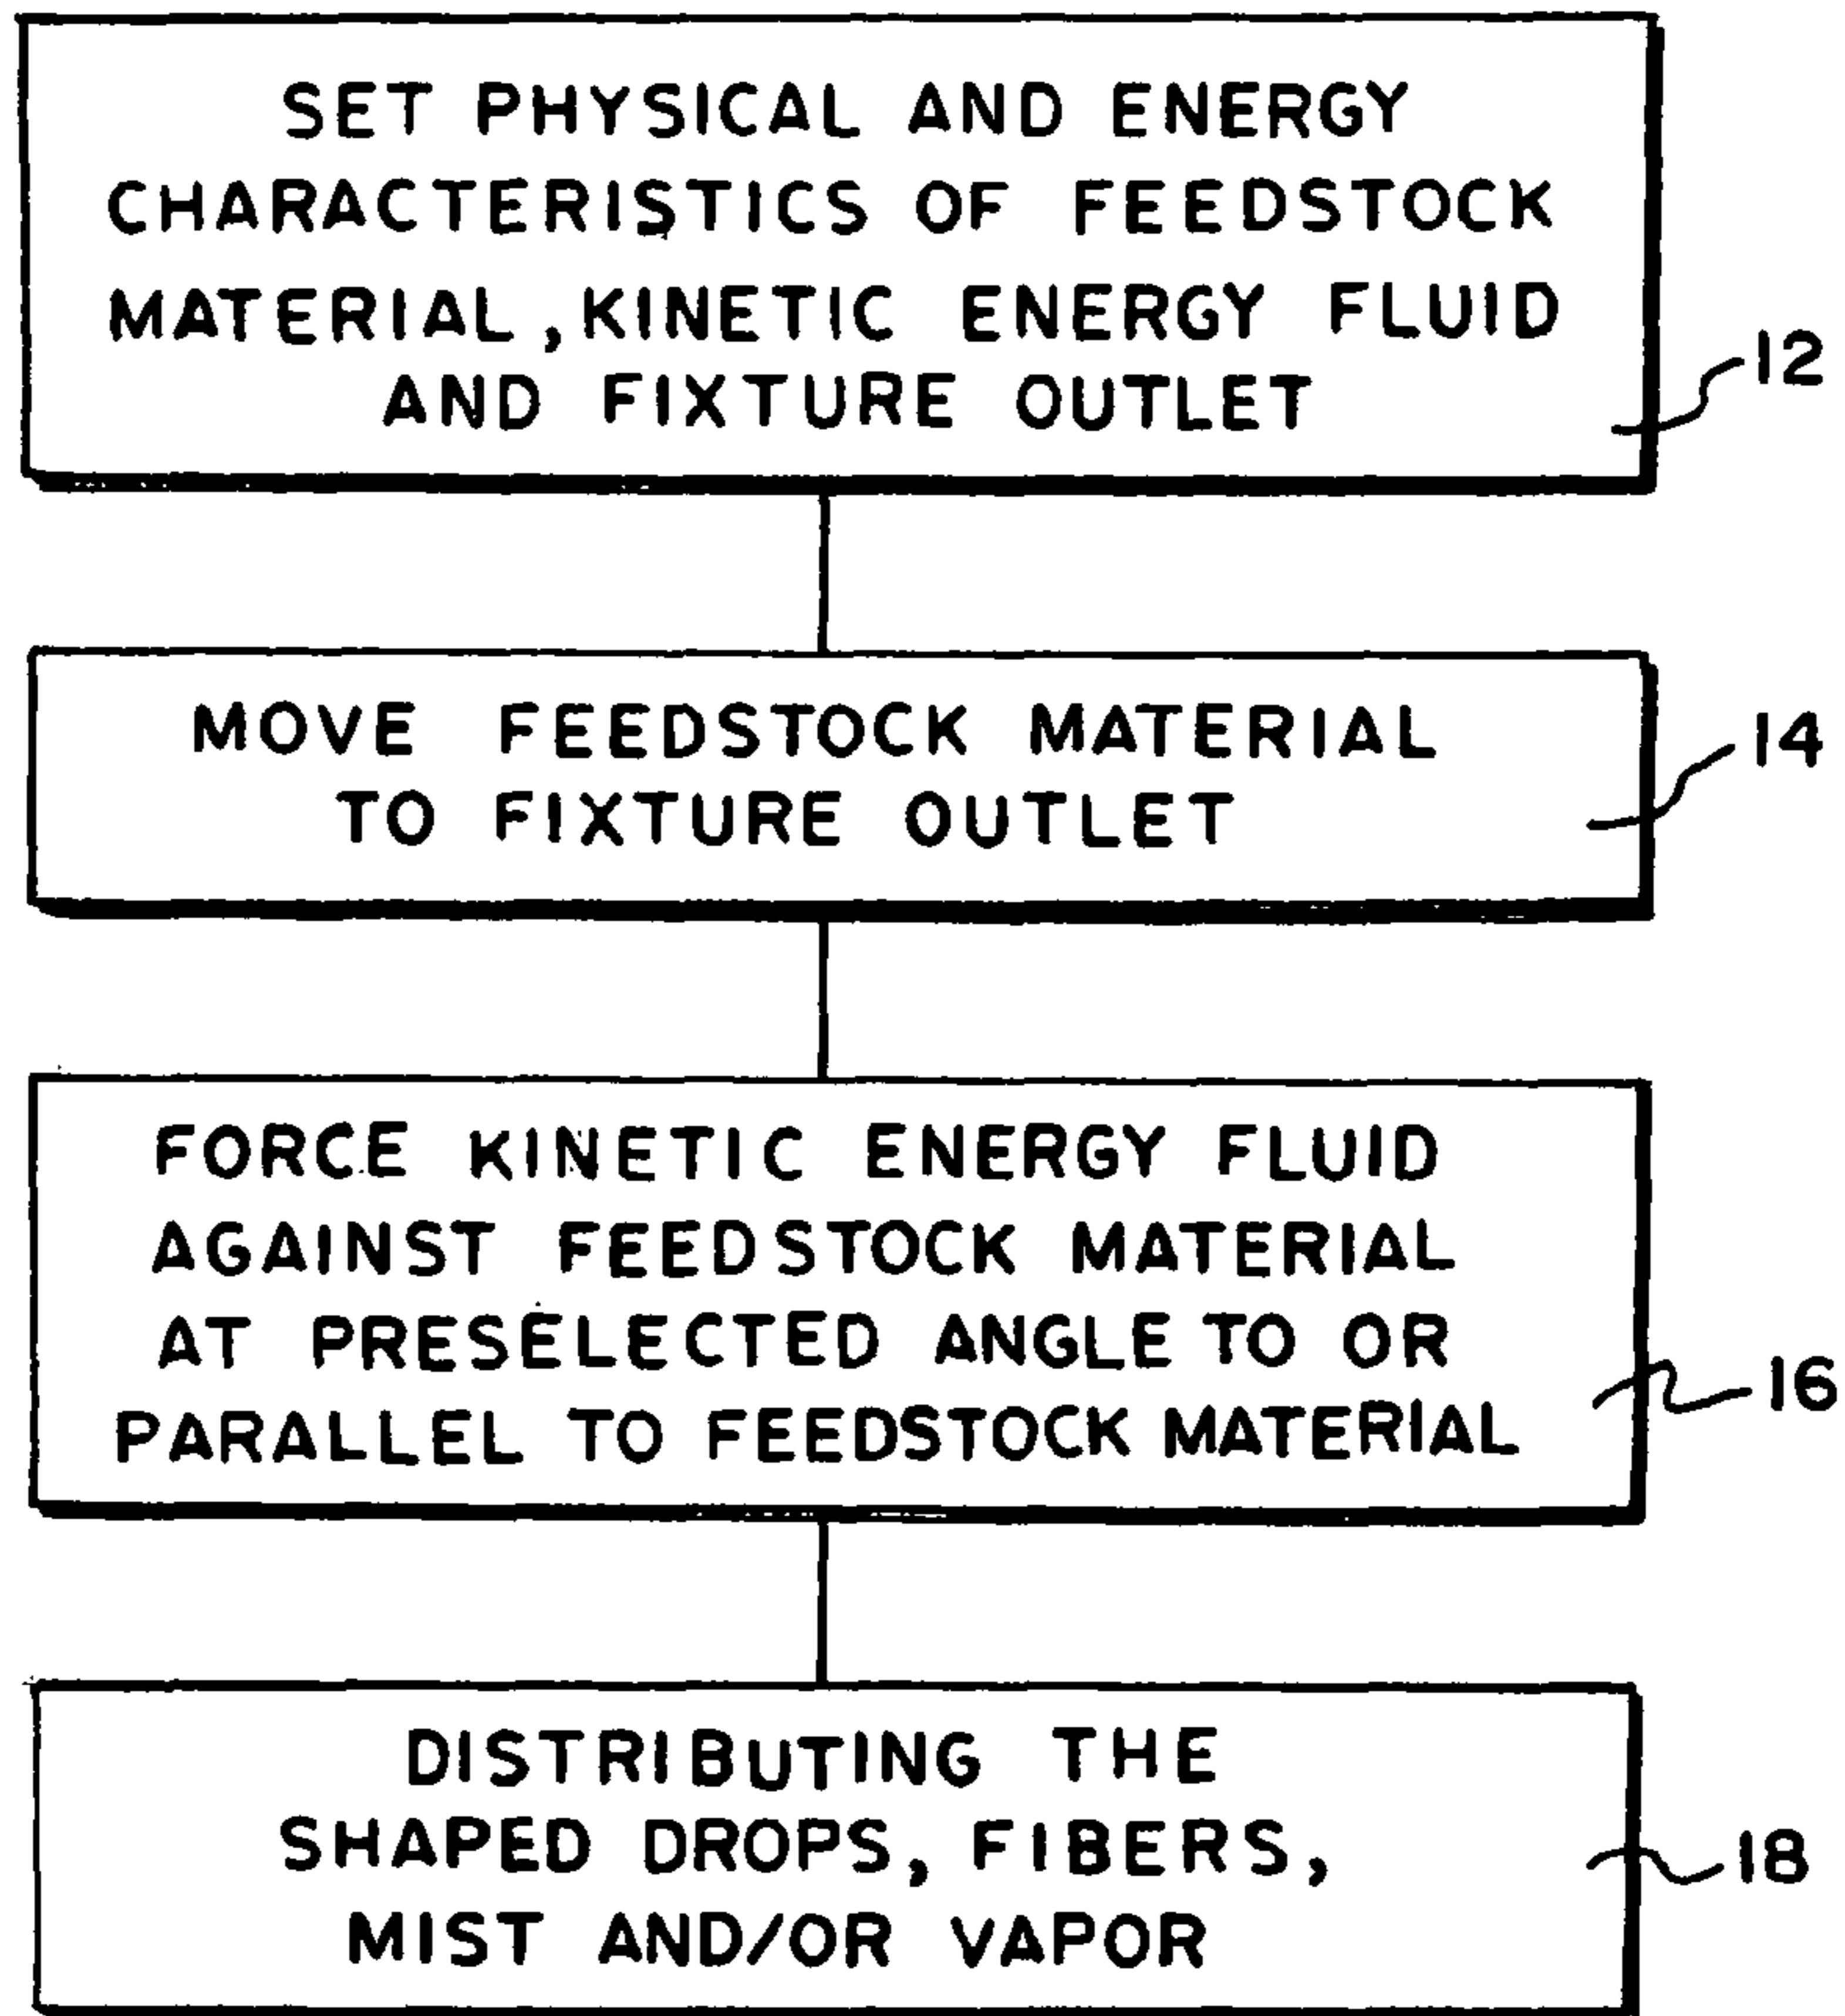 SET PHYSICAL AND ENERGY
CHARACTERISTICS OF FEEDSTOCK
MATERIAL, KINETIC ENERGY FLUID
AND FIXTURE OUTLET
12
MOVE FEEDSTOCK MATERIAL
TO FIXTURE OUTLET
14
FORCE KINETIC ENERGY FLUID
AGAINST FEEDSTOCK MATERIAL
AT PRESELECTED ANGLE TO OR
PARALLEL TO FEEDSTOCK MATERIAL
16
DISTRIBUTING THE
SHAPED DROPS, FIBERS,
MIST AND/OR VAPOR
18